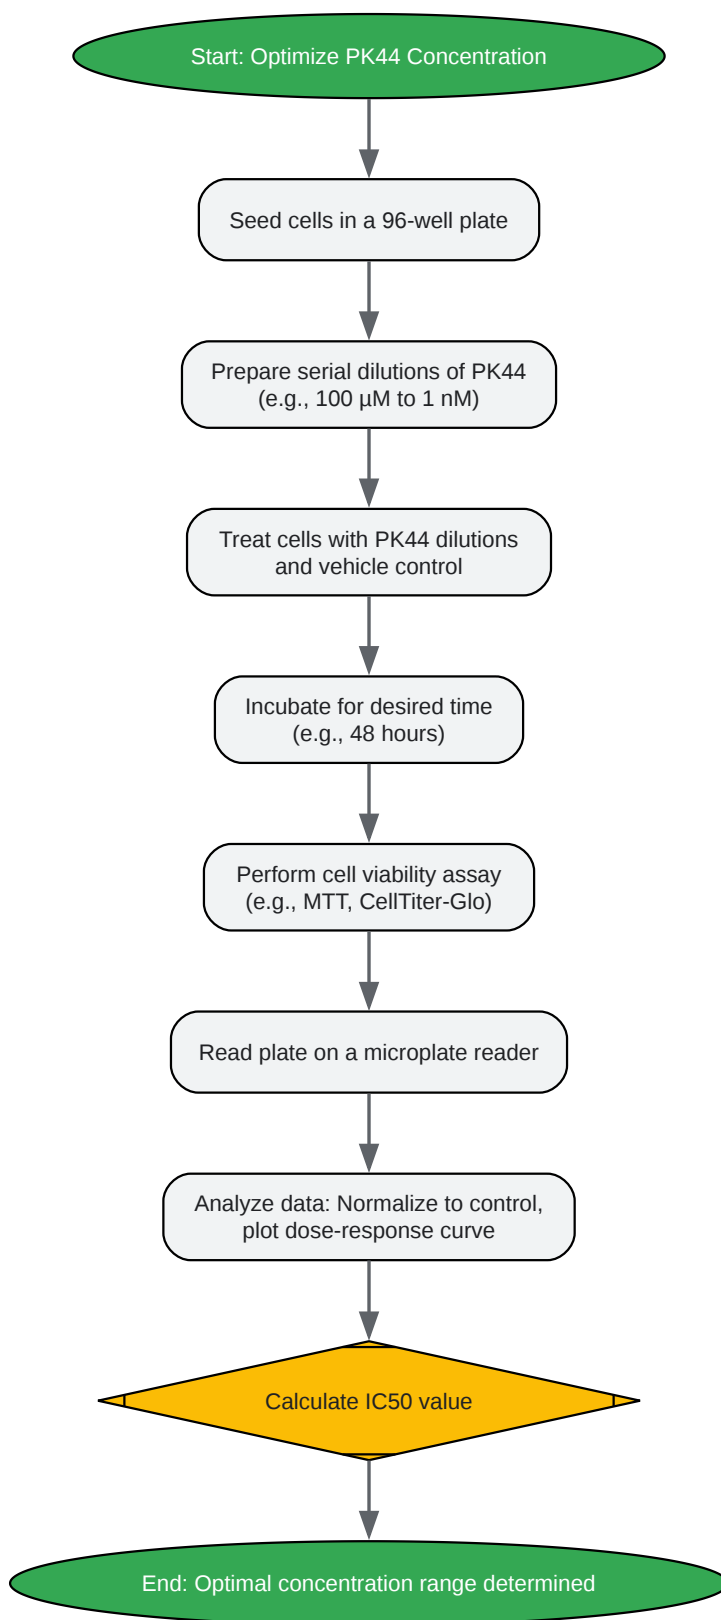 Start: Optimize PK44 Concentration
Seed cells in a 96-well plate
Prepare serial dilutions of PK44
(e.g., 100 µM to 1 nM)
Treat cells with PK44 dilutions
and vehicle control
Incubate for desired time
(e.g., 48 hours)
Perform cell viability assay
(e.g., MTT, CellTiter-Glo)
Read plate on a microplate reader
Analyze data: Normalize to control,
plot dose-response curve
Calculate IC50 value
End: Optimal concentration range determined